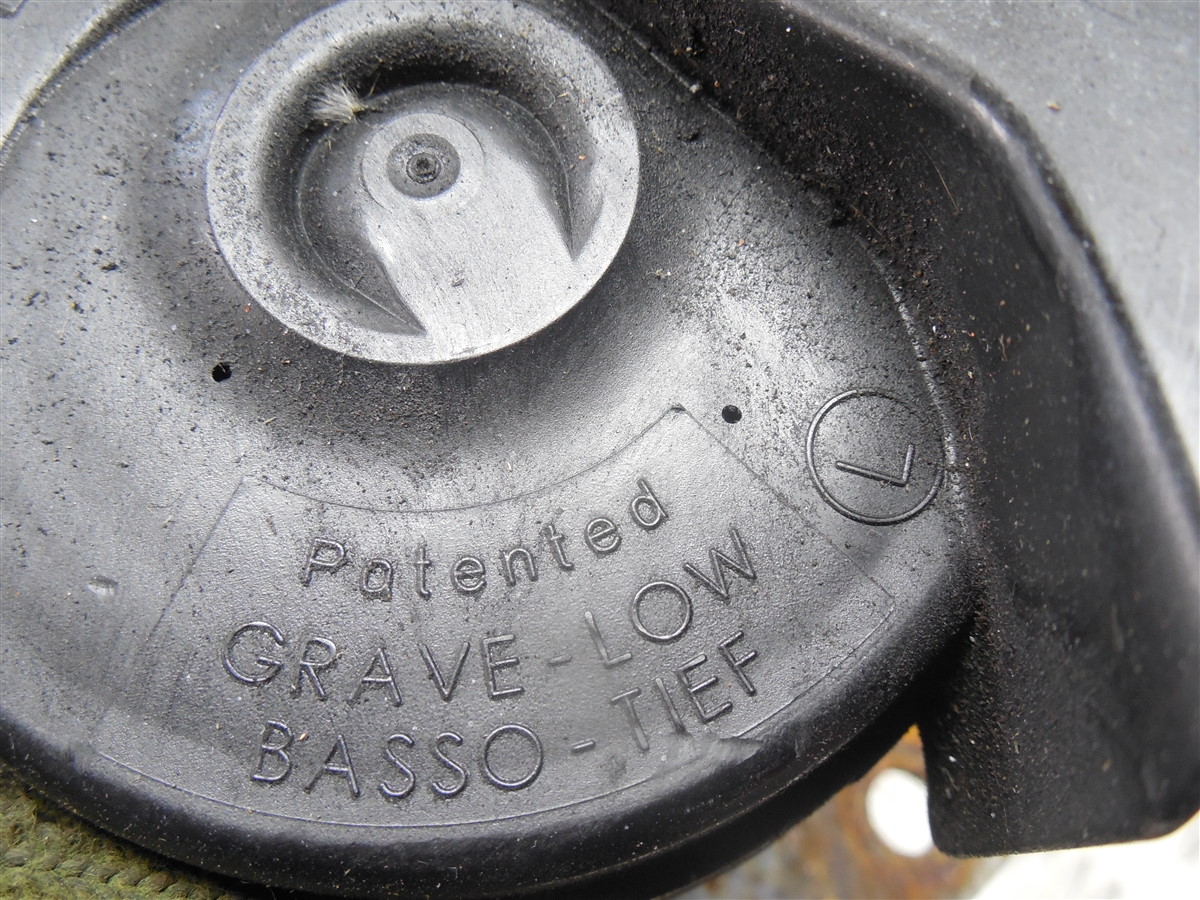 L
Patented
GRAVE - LOW
BASSO - TIEF